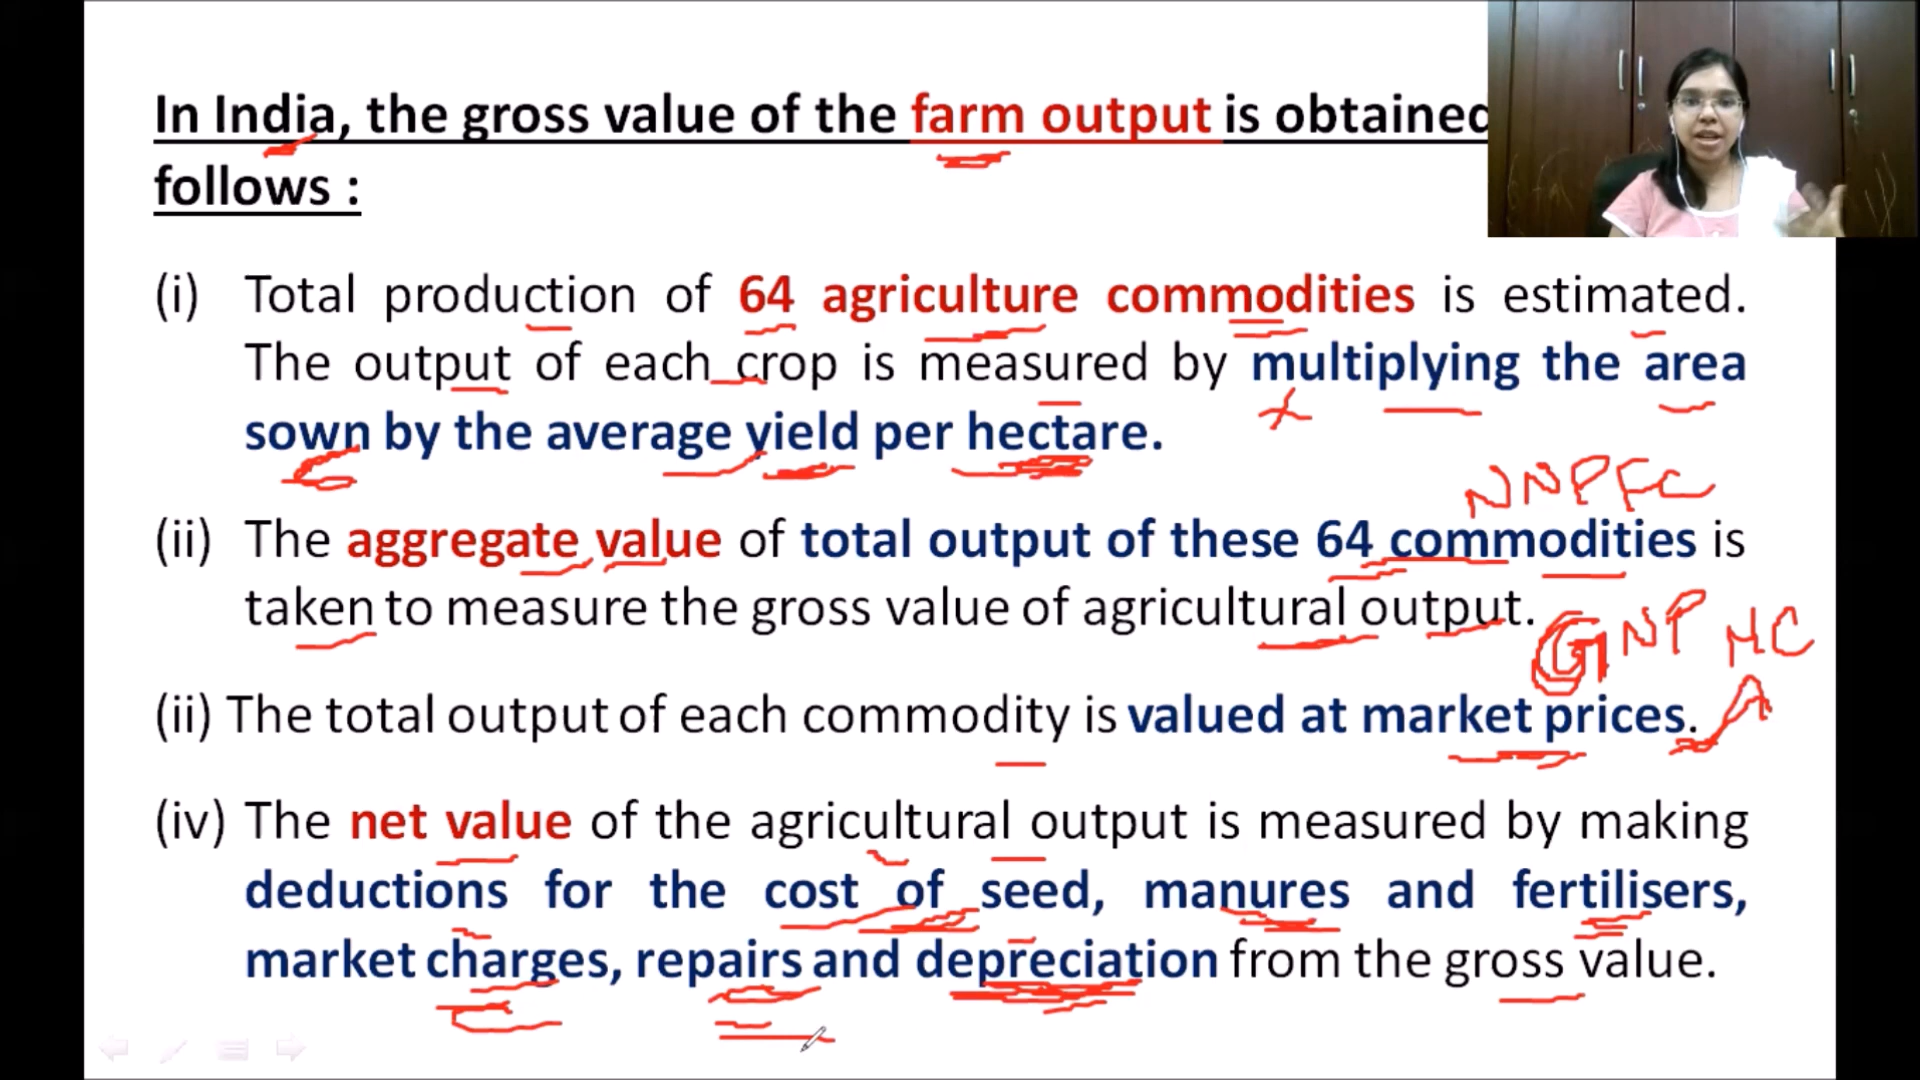 In India, the gross value of the farm output is obtained
follows :
(i) Total production of 64 agriculture commodities is estimated.
The output of each crop is measured by multiplying the area
sown by the average yield per hectare.
NNPFC
(ii) The aggregate value of total output of these 64 commodities is
taken to measure the gross value of agricultural output.
GNP MC
(ii) The total output of each commodity is valued at market prices.
(iv) The net value of the agricultural output is measured by making
deductions for the cost of seed, manures and fertilisers,
market charges, repairs and depreciation from the gross value.